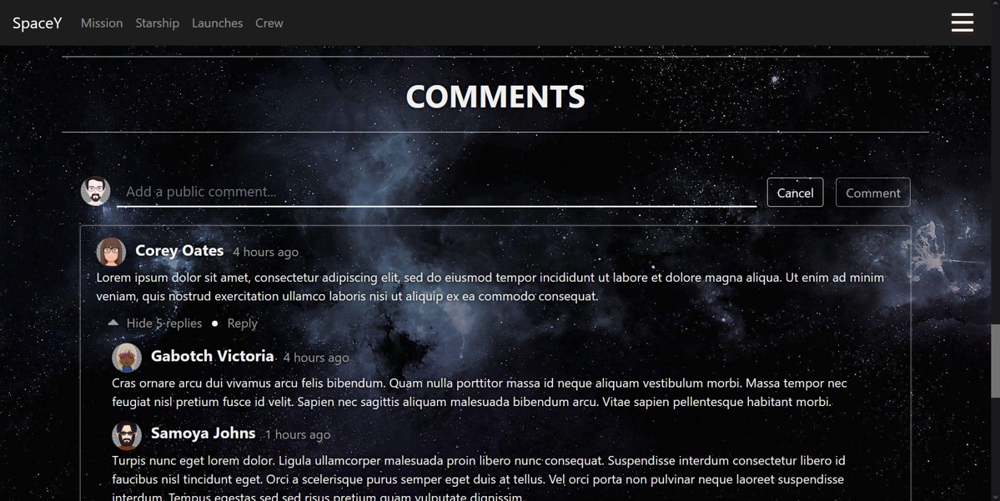 SpaceY Mission Starship Launches Crew
COMMENTS
Add a public comment... Cancel Comment
Corey Oates 4 hours ago
Lorem ipsum dolor sit amet, consectetur adipiscing elit, sed do eiusmod tempor incididunt ut labore et dolore magna aliqua. Ut enim ad minim
veniam, quis nostrud exercitation ullamco laboris nisi ut aliquip ex ea commodo consequat.
Hide 5 replies ● Reply
Gabotch Victoria 4 hours ago
Cras ornare arcu dui vivamus arcu felis bibendum. Quam nulla porttitor massa id neque aliquam vestibulum morbi. Massa tempor nec
feugiat nisl pretium fusce id velit. Sapien nec sagittis aliquam malesuada bibendum arcu. Vitae sapien pellentesque habitant morbi.
Samoya Johns 1 hours ago
Turpis nunc eget lorem dolor. Ligula ullamcorper malesuada proin libero nunc consequat. Suspendisse interdum consectetur libero id
faucibus nisl tincidunt eget. Orci a scelerisque purus semper eget duis at tellus. Vel orci porta non pulvinar neque laoreet suspendisse
interdum. Tempus egestas sed sed risus pretium quam vulputate dignissim.